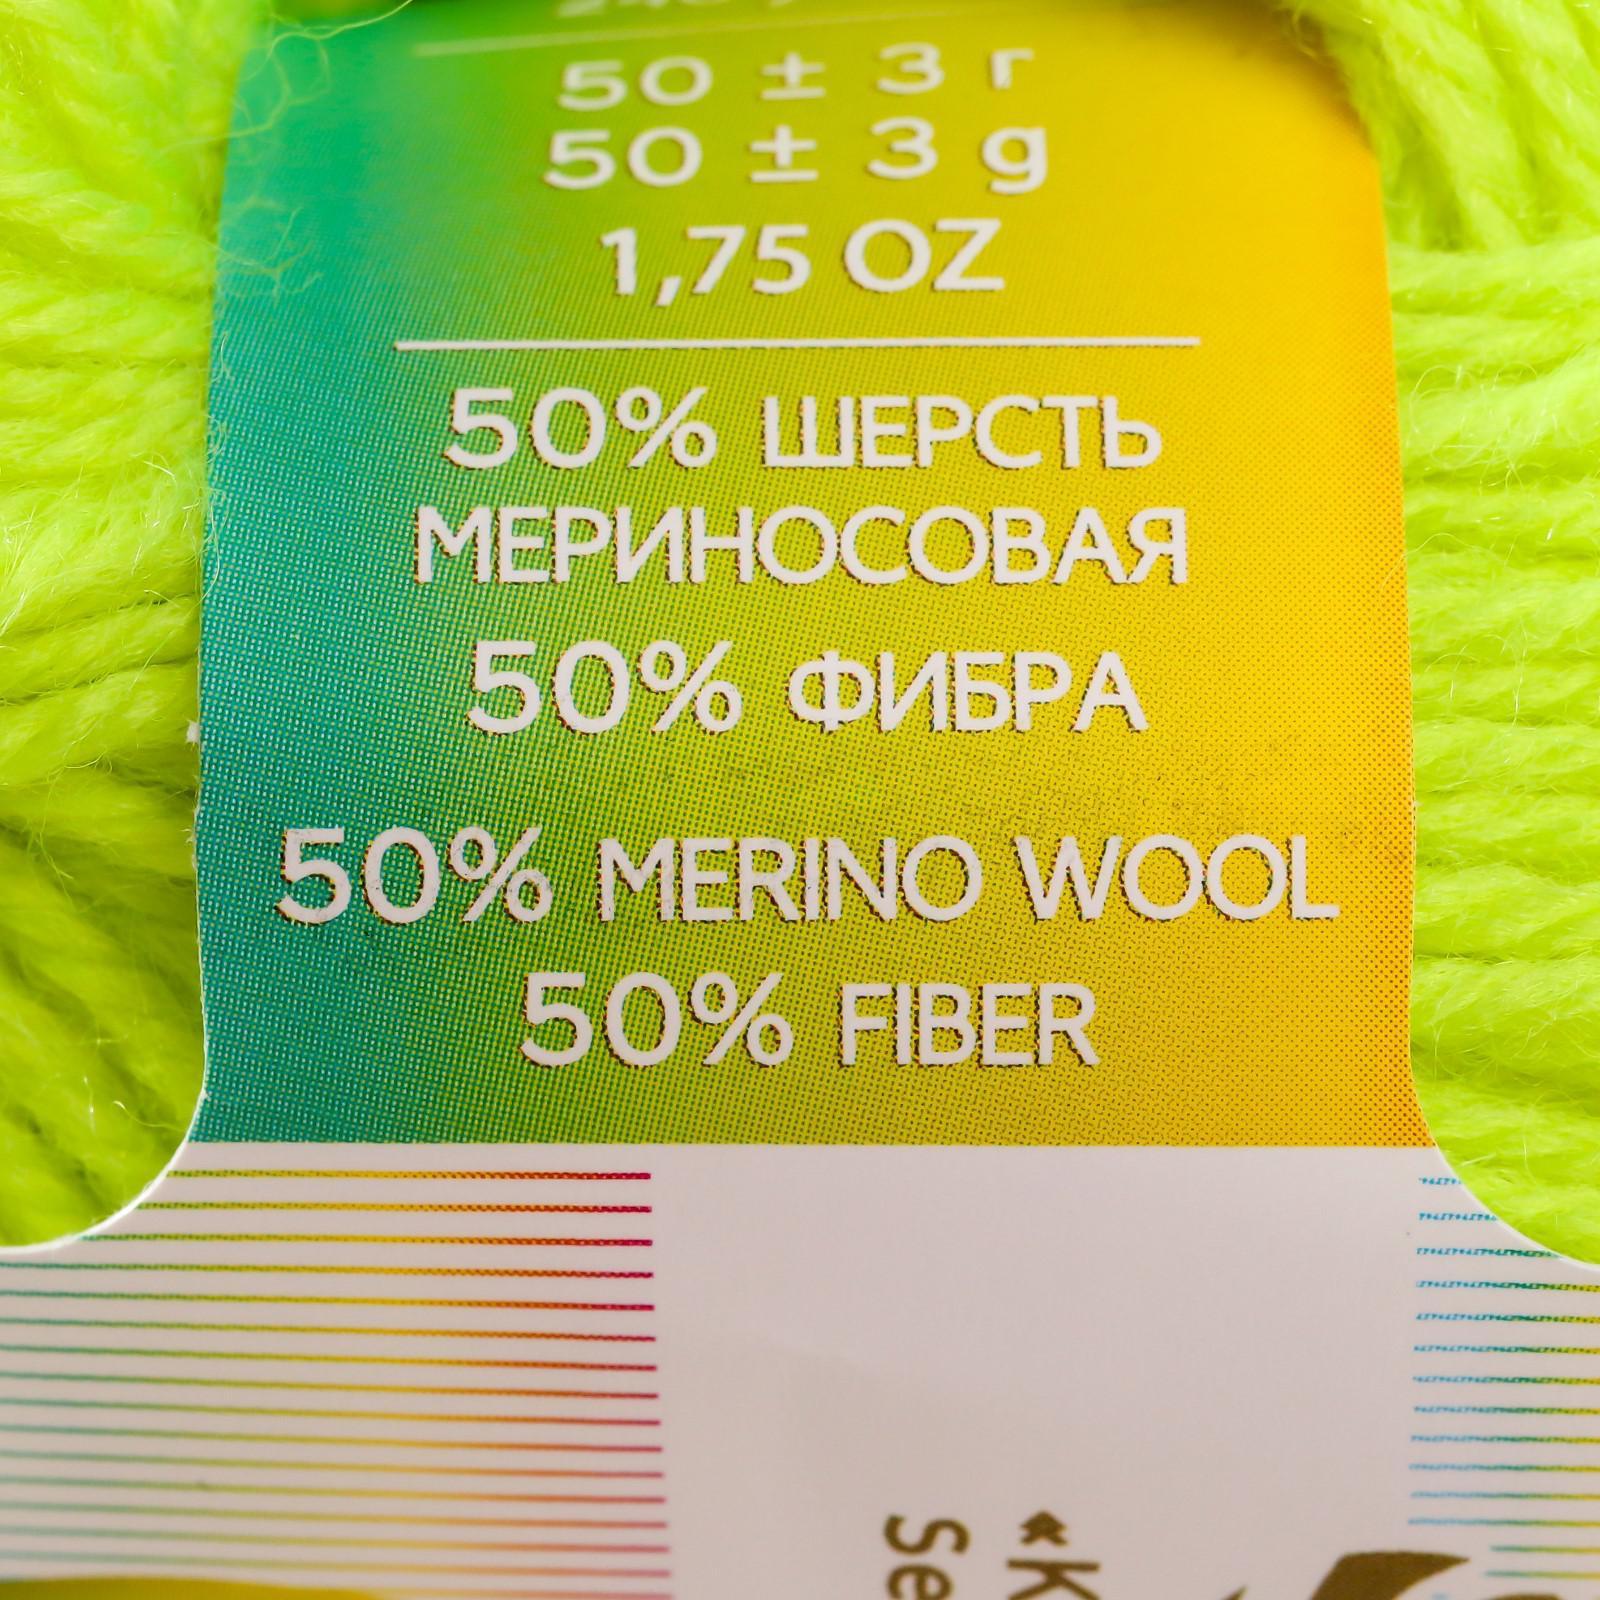 50 ± 3 г
50 ± 3 g
1,75 OZ
50% ШЕРСТЬ
МЕРИНОСОВАЯ
50% ФИБРА
50% MERINO WOOL
50% FIBER